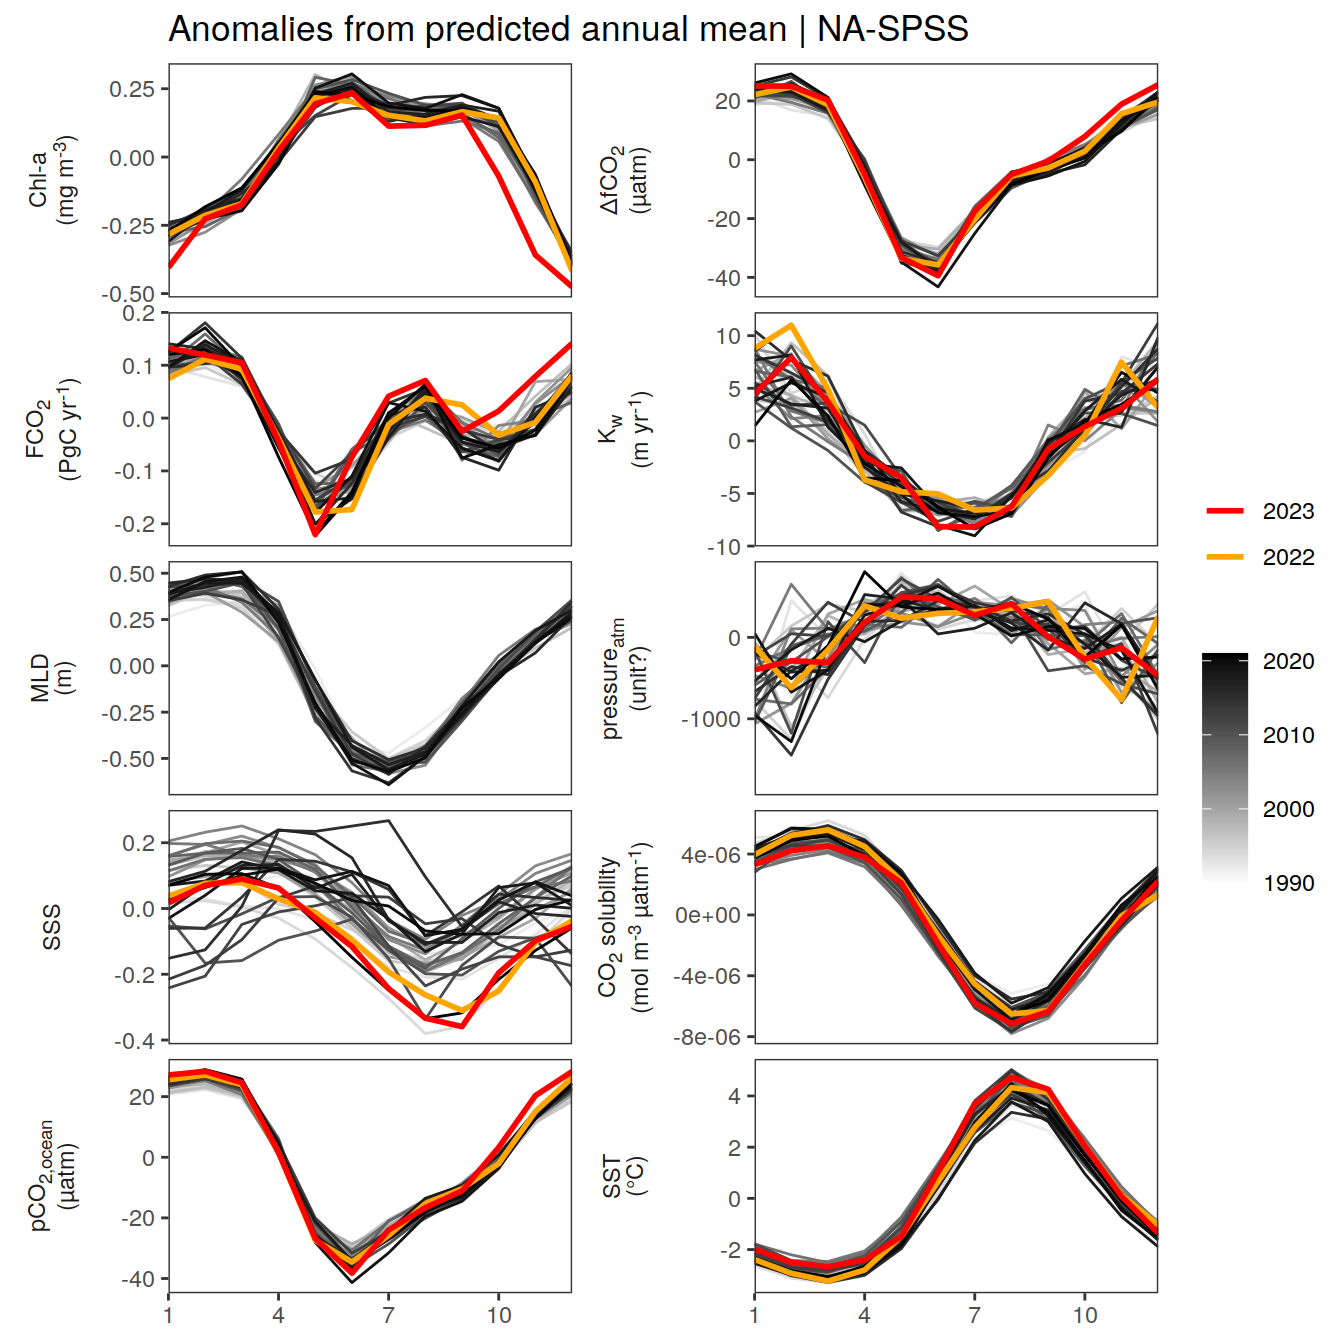 Anomalies from predicted annual mean | NA-SPSS
Chl-a
(mg m-3)
0.25
0.00
-0.25
-0.50
ΔfCO2
(µatm)
20
0
-20
-40
FCO2
(PgC yr-1)
0.2
0.1
0.0
-0.1
-0.2
Kw
(m yr-1)
10
5
0
-5
-10
MLD
(m)
0.50
0.25
0.00
-0.25
-0.50
pressureatm
(unit?)
0
-1000
SSS
0.2
0.0
-0.2
-0.4
CO2 solubility
(mol m-3 µatm-1)
4e-06
0e+00
-4e-06
-8e-06
pCO2,ocean
(µatm)
20
0
-20
-40
1 4 7 10
SST
(°C)
4
2
0
-2
1 4 7 10
2023
2022
2020
2010
2000
1990